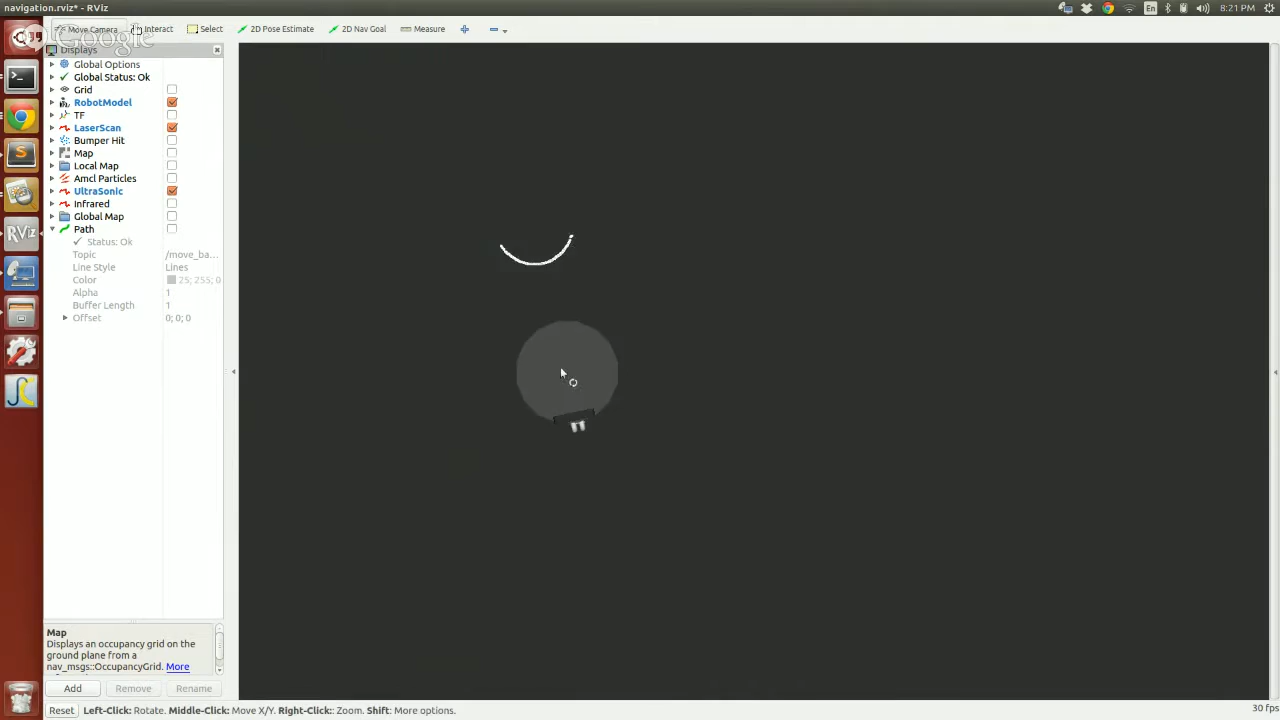 navigation.rviz* - RViz
En
8:21 PM
Google
Move Camera
Interact
Select
2D Pose Estimate
2D Nav Goal
Measure
Displays
Global Options
Global Status: Ok
Grid
RobotModel
TF
LaserScan
Bumper Hit
Map
Local Map
Amcl Particles
UltraSonic
Infrared
Global Map
Path
Status: Ok
Topic /move_ba...
Line Style Lines
Color 25; 255; 0
Alpha 1
Buffer Length 1
Offset 0; 0; 0
RViz
Map
Displays an occupancy grid on the
ground plane from a
nav_msgs::OccupancyGrid. More
Add
Remove
Rename
Reset
Left-Click: Rotate. Middle-Click: Move X/Y. Right-Click:: Zoom. Shift: More options.
30 fps